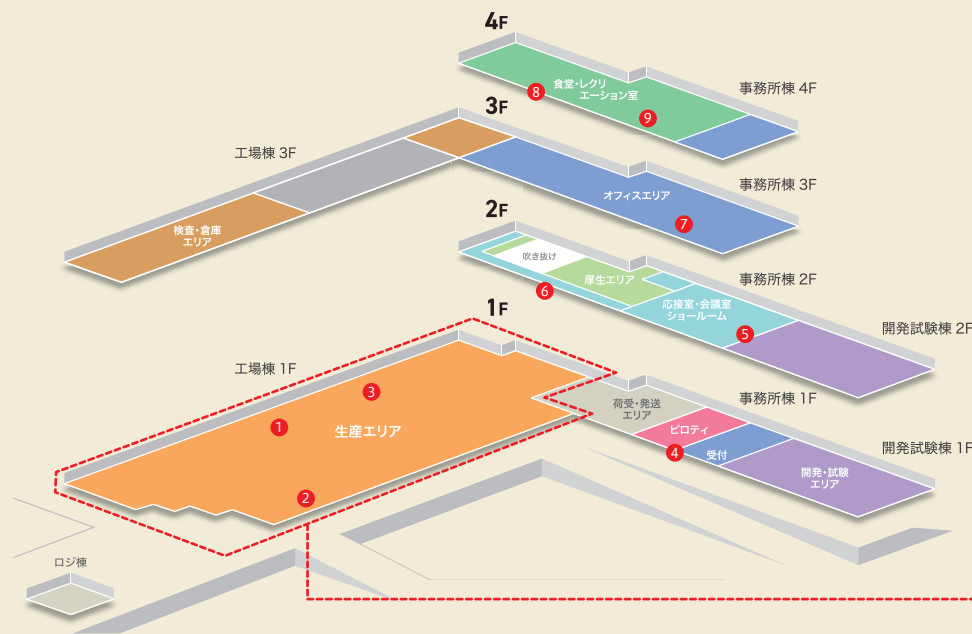 4F
食堂・レクリ
エーション室
8
9
事務所棟 4F
3F
工場棟 3F
検査・倉庫
エリア
オフィスエリア
7
事務所棟 3F
2F
吹き抜け
厚生エリア
6
応接室・会議室
ショールーム
5
事務所棟 2F
開発試験棟 2F
1F
工場棟 1F
3
1
生産エリア
2
荷受・発送
エリア
ピロティ
4
受付
事務所棟 1F
開発・試験
エリア
開発試験棟 1F
ロジ棟